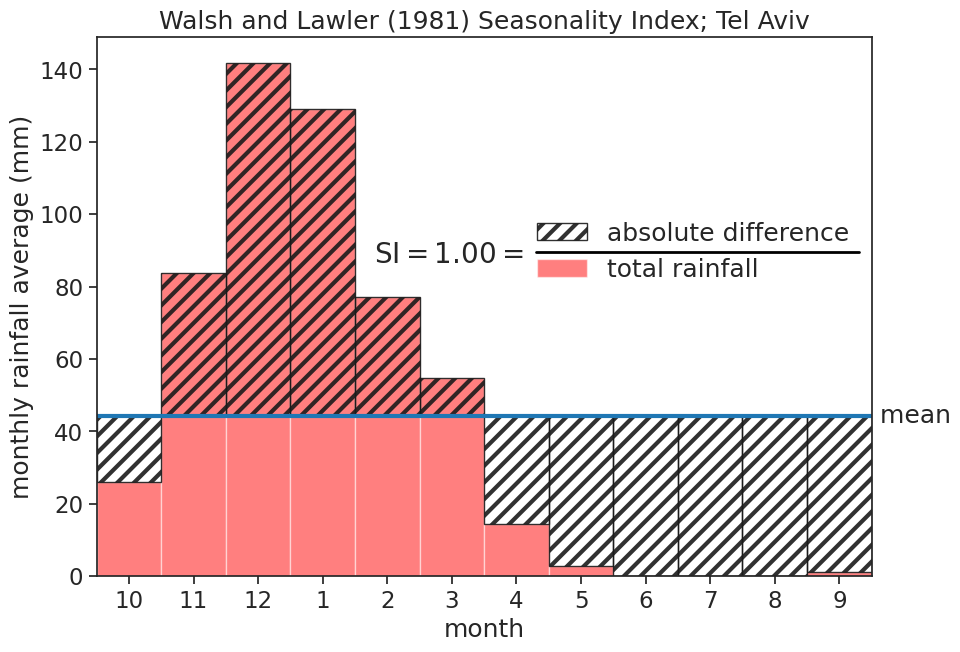 Walsh and Lawler (1981) Seasonality Index; Tel Aviv
monthly rainfall average (mm)
140
120
100
80
60
40
20
0
SI = 1.00 =
absolute difference
total rainfall
mean
10 11 12 1 2 3 4 5 6 7 8 9
month